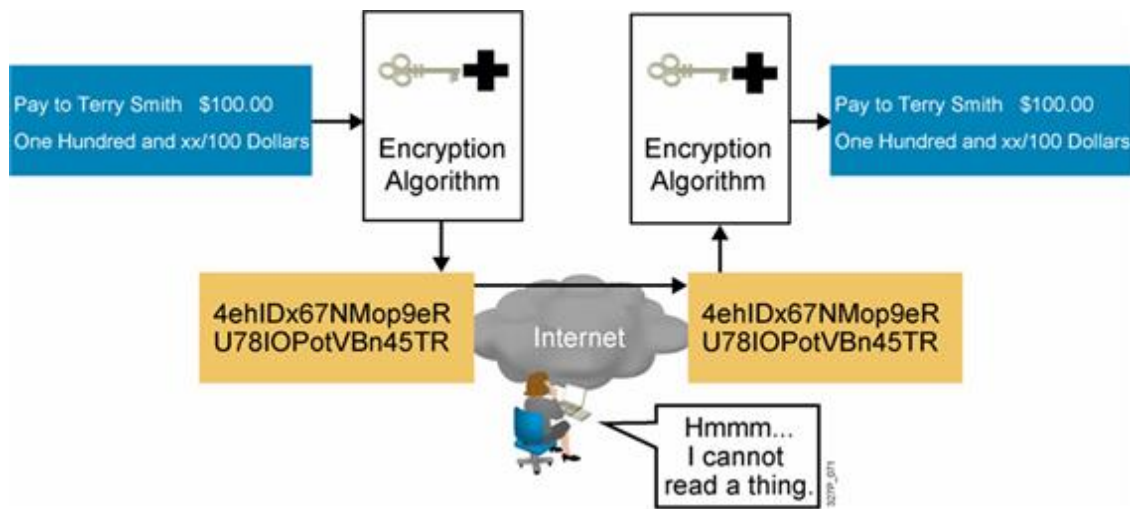 Pay to Terry Smith $100.00
One Hundred and xx/100 Dollars
Encryption
Algorithm
4ehIDx67NMop9eR
U78IOPotVBn45TR
Internet
Hmmm...
I cannot
read a thing.
4ehIDx67NMop9eR
U78IOPotVBn45TR
Encryption
Algorithm
Pay to Terry Smith $100.00
One Hundred and xx/100 Dollars
327P_071